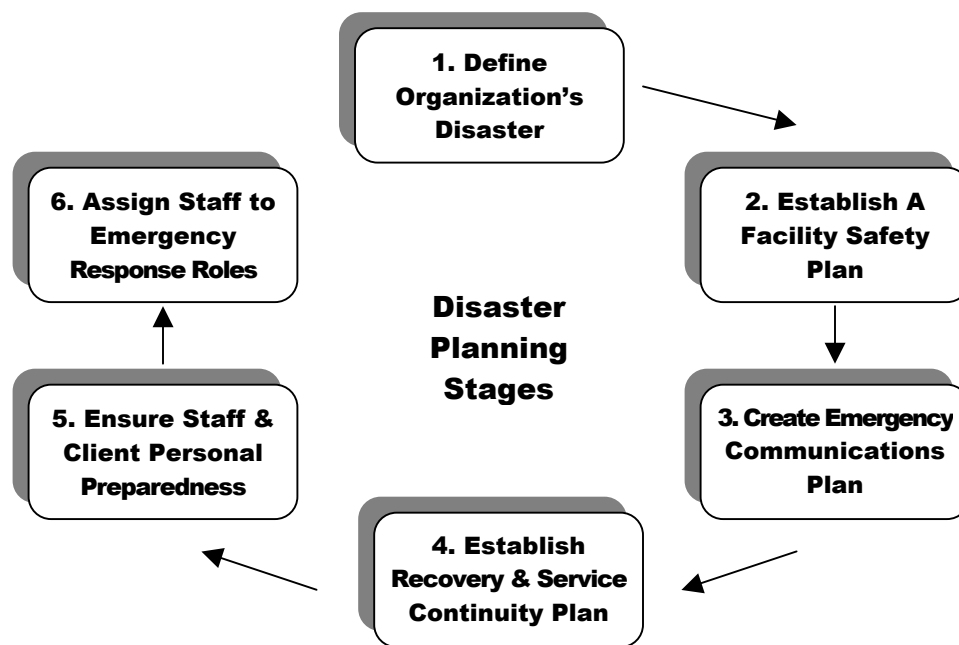 1. Define
Organization’s
Disaster
2. Establish A
Facility Safety
Plan
3. Create Emergency
Communications
Plan
4. Establish
Recovery & Service
Continuity Plan
5. Ensure Staff &
Client Personal
Preparedness
6. Assign Staff to
Emergency
Response Roles
Disaster
Planning
Stages